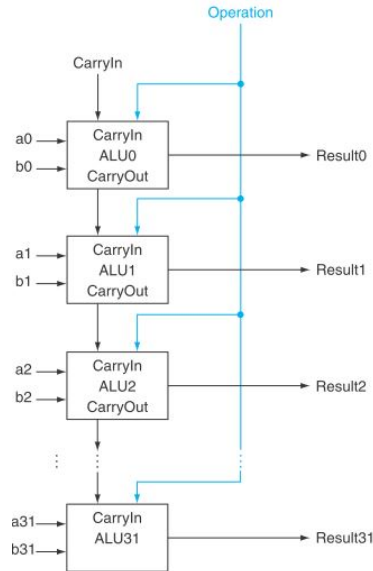 Operation
CarryIn
a0
b0
CarryIn
ALU0
CarryOut
Result0
a1
b1
CarryIn
ALU1
CarryOut
Result1
a2
b2
CarryIn
ALU2
CarryOut
Result2
a31
b31
CarryIn
ALU31
Result31